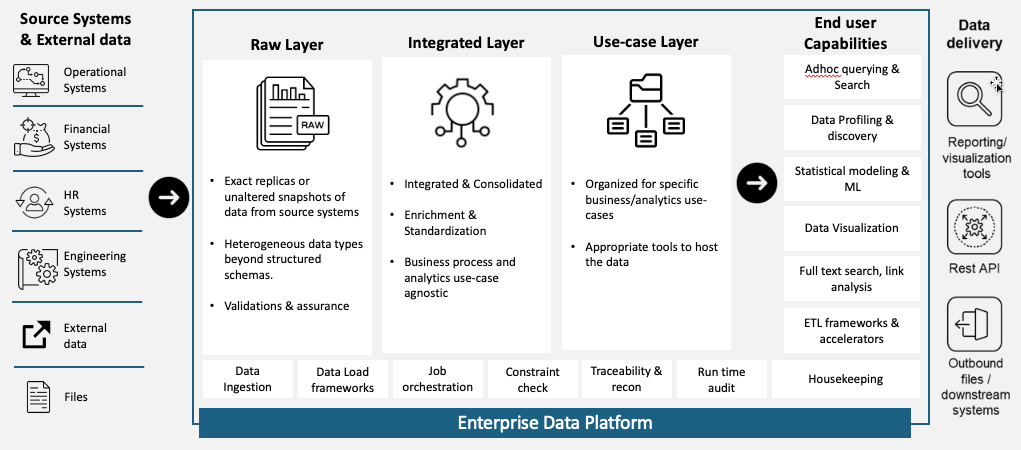 Source Systems
& External data
Operational
Systems
Financial
Systems
HR
Systems
Engineering
Systems
External
data
Files
Raw Layer
RAW
• Exact replicas or
unaltered snapshots of
data from source systems
• Heterogeneous data types
beyond structured
schemas.
• Validations & assurance
Integrated Layer
• Integrated & Consolidated
• Enrichment &
Standardization
• Business process and
analytics use-case
agnostic
Use-case Layer
• Organized for specific
business/analytics use-
cases
• Appropriate tools to host
the data
End user
Capabilities
Adhoc querying &
Search
Data Profiling &
discovery
Statistical modeling &
ML
Data Visualization
Full text search, link
analysis
ETL frameworks &
accelerators
Data
Ingestion
Data Load
frameworks
Job
orchestration
Constraint
check
Traceability &
recon
Run time
audit
Housekeeping
Enterprise Data Platform
Data
delivery
Reporting/
visualization
tools
Rest API
Outbound
files /
downstream
systems